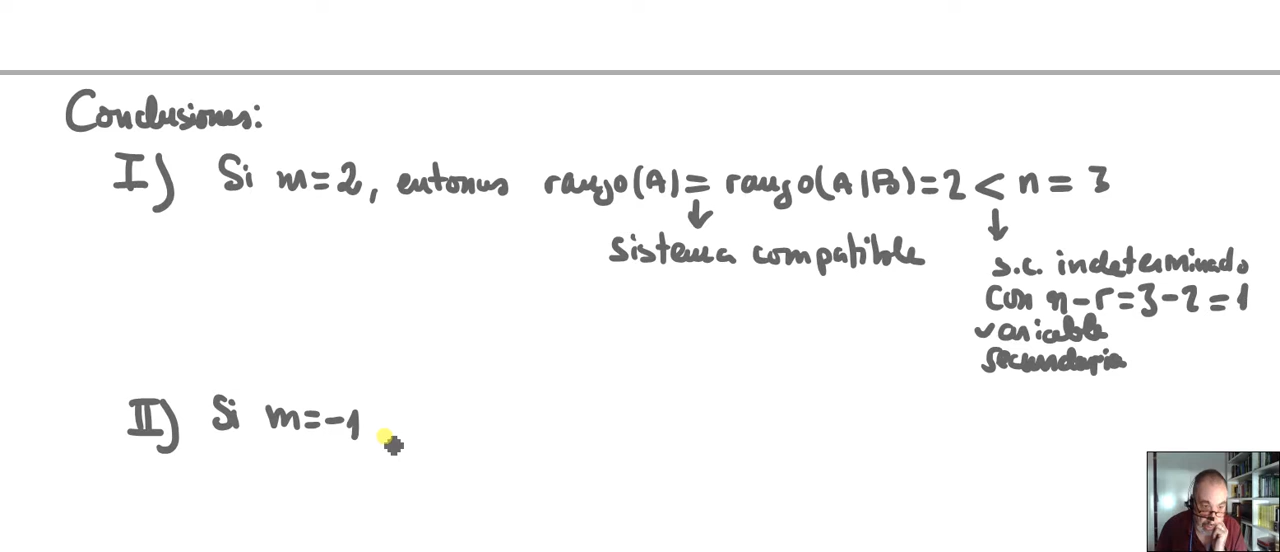 Conclusiones:
I) Si m=2, entonces rango(A)= rango(A|B)=2 < n = 3
↓ ↓
sistema compatible
s.c. indeterminado
con n-r=3-2=1
variable
secundaria
II) Si m=-1